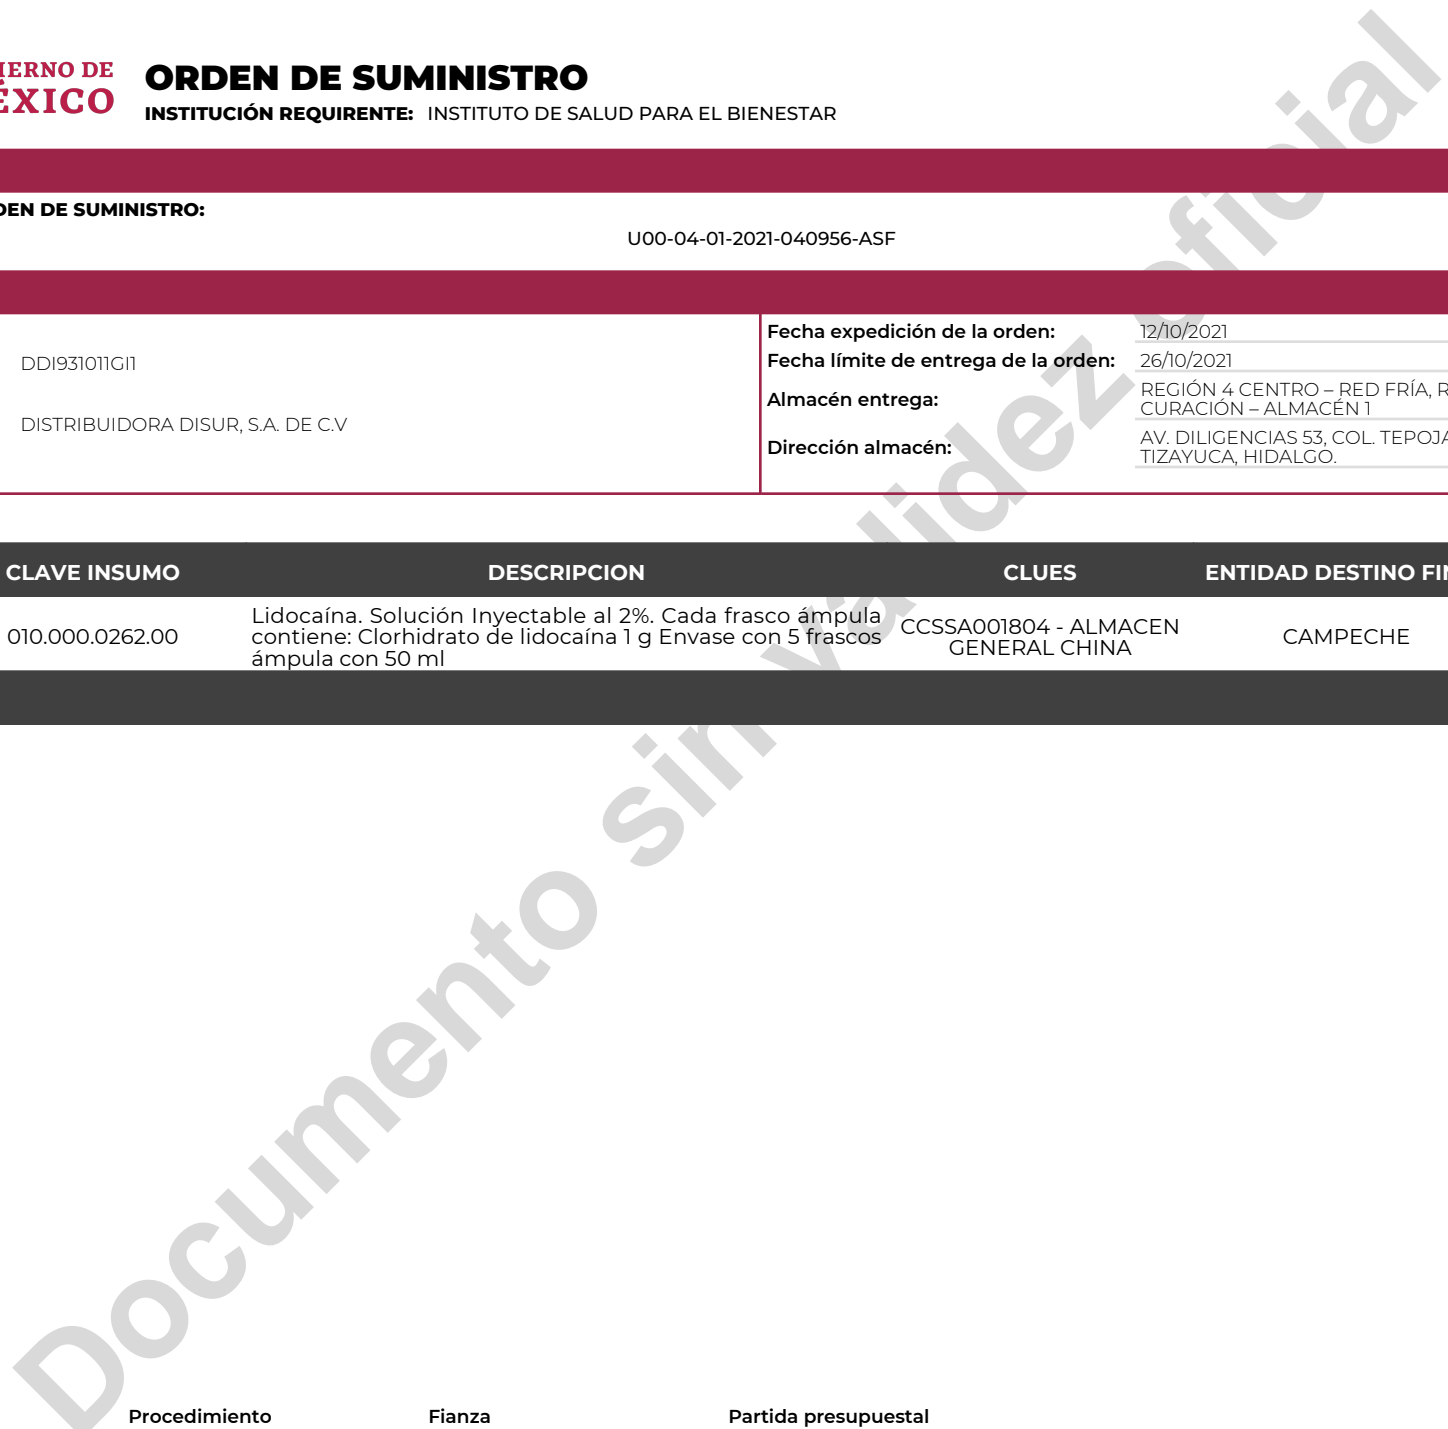 IERNO DE
ÉXICO
ORDEN DE SUMINISTRO
INSTITUCIÓN REQUIRENTE: INSTITUTO DE SALUD PARA EL BIENESTAR
DEN DE SUMINISTRO:
U00-04-01-2021-040956-ASF
DDI931011GI1
DISTRIBUIDORA DISUR, S.A. DE C.V
Fecha expedición de la orden: 12/10/2021
Fecha límite de entrega de la orden: 26/10/2021
Almacén entrega: REGIÓN 4 CENTRO – RED FRÍA, R
CURACIÓN – ALMACÉN 1
Dirección almacén: AV. DILIGENCIAS 53, COL. TEPOJA
TIZAYUCA, HIDALGO.
CLAVE INSUMO DESCRIPCION CLUES ENTIDAD DESTINO FIN
010.000.0262.00
Lidocaína. Solución Inyectable al 2%. Cada frasco ámpula
contiene: Clorhidrato de lidocaína 1 g Envase con 5 frascos
ámpula con 50 ml
CCSSA001804 - ALMACEN
GENERAL CHINA
CAMPECHE
Documento sin validez oficial
Procedimiento Fianza Partida presupuestal